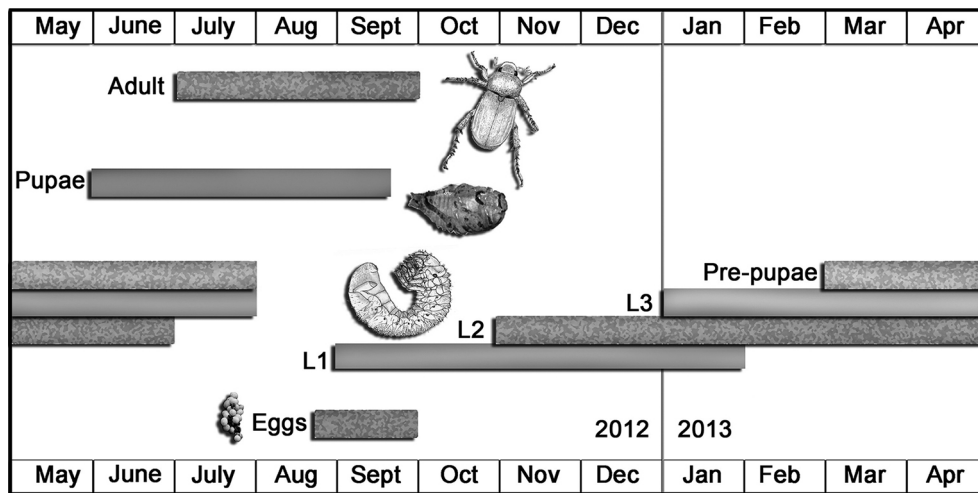 May June July Aug Sept Oct Nov Dec Jan Feb Mar Apr
Adult
Pupae
Pre-pupae
L3
L2
L1
Eggs 2012 2013
May June July Aug Sept Oct Nov Dec Jan Feb Mar Apr